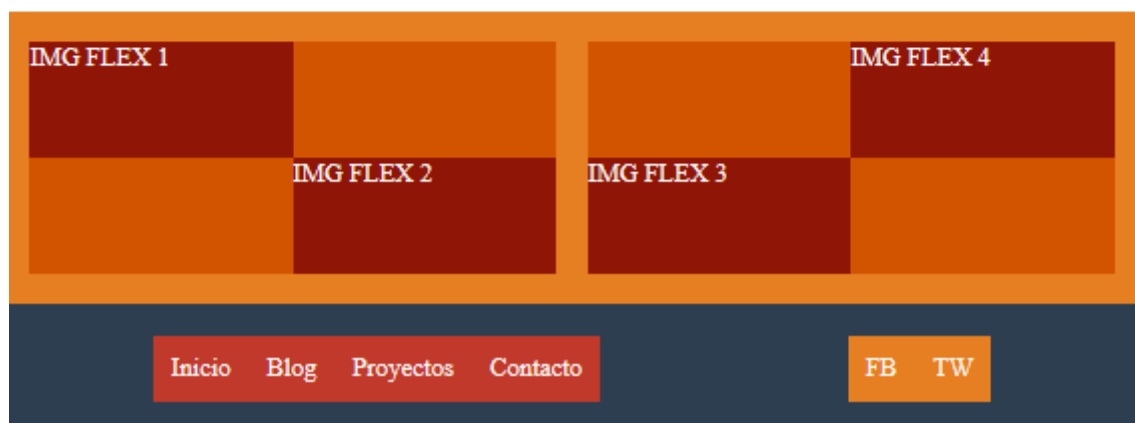 IMG FLEX 1
IMG FLEX 4
IMG FLEX 2
IMG FLEX 3
Inicio Blog Proyectos Contacto
FB TW